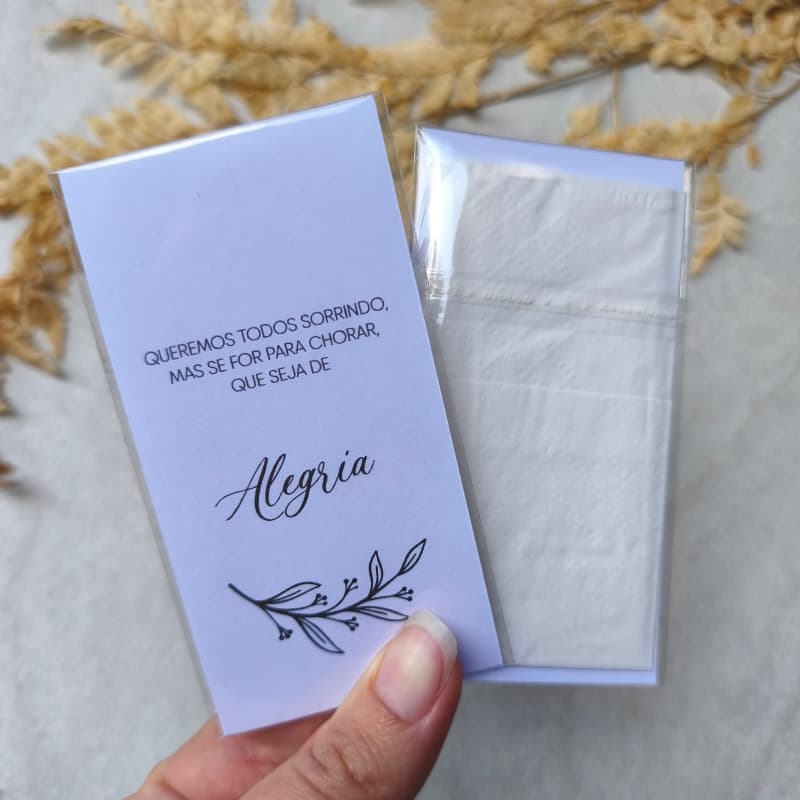 QUEREMOS TODOS SORRINDO,
MAS SE FOR PARA CHORAR,
QUE SEJA DE
Alegria